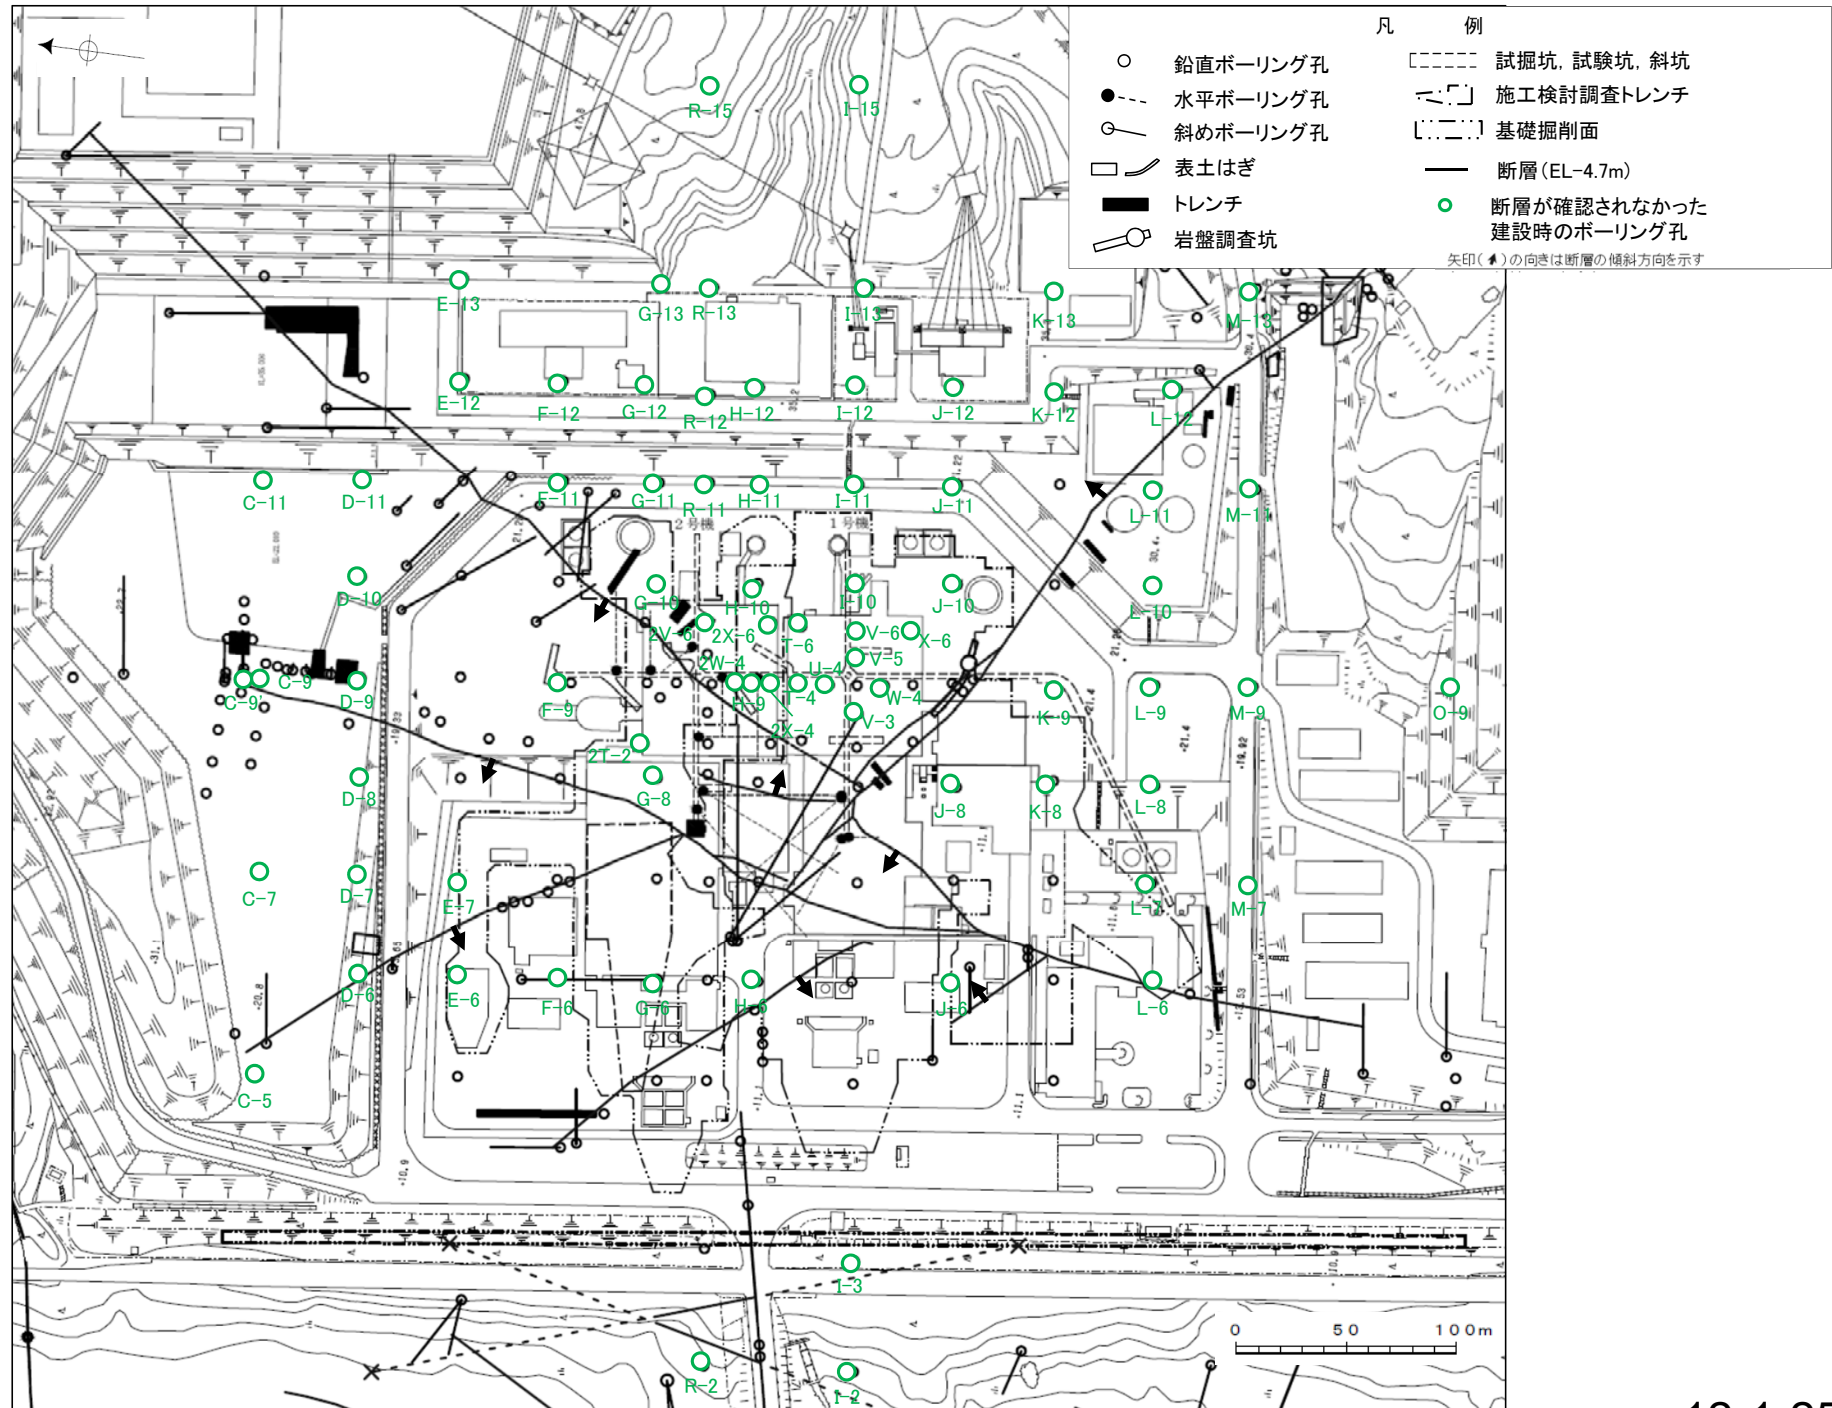 凡 例
鉛直ボーリング孔
水平ボーリング孔
斜めボーリング孔
表土はぎ
トレンチ
岩盤調査坑
試掘坑，試験坑，斜坑
施工検討調査トレンチ
基礎掘削面
断層(EL−4.7m)
断層が確認されなかった
建設時のボーリング孔
矢印( )の向きは断層の傾斜方向を示す
R-15 I-15
E-13 G-13 R-13 I-13 K-13 M-13
E-12 F-12 G-12 R-12 H-12 I-12 J-12 K-12 L-12
C-11 D-11 F-11 G-11 R-11 H-11 I-11 J-11 L-11 M-11
2号機 1号機
D-10 G-10 H-10 I-10 J-10 L-10
2V-6 2X-6 T-6 V-6 X-6
2W-4 U-4 V-5
C-9' C-9 D-9 F-9 H-9 T-4 W-4 K-9 L-9 M-9 O-9
2X-4 V-3
2T-2
D-8 G-8 J-8 K-8 L-8
C-7 D-7 E-7 L-7 M-7
D-6 E-6 F-6 G-6 H-6 J-6 L-6
C-5
I-3
R-2 I-2
0 50 100m